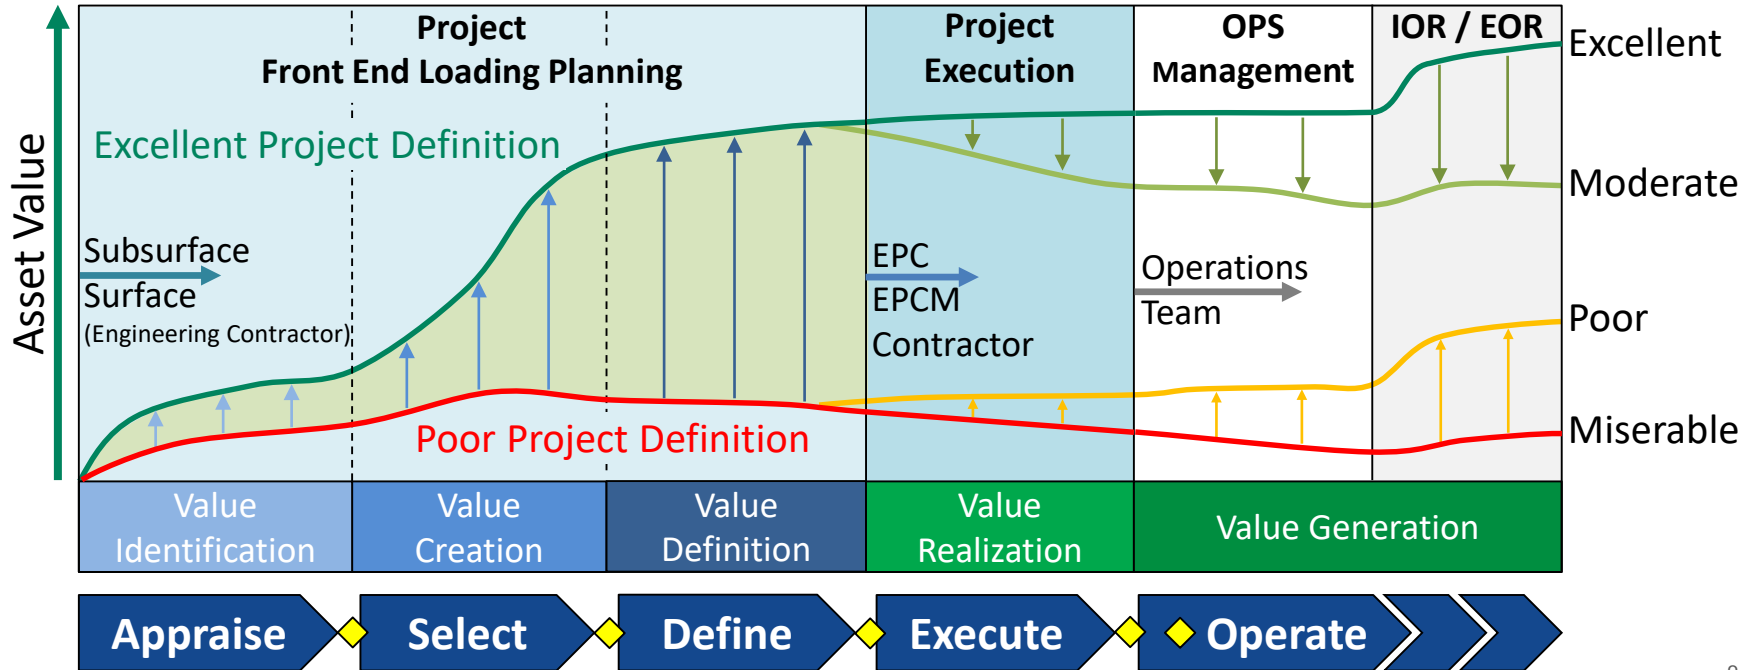 Project
Front End Loading Planning
Project
Execution
OPS
Management
IOR / EOR
Excellent
Moderate
Poor
Miserable
Asset Value
Excellent Project Definition
Subsurface
Surface
(Engineering Contractor)
EPC
EPCM
Contractor
Operations
Team
Poor Project Definition
Value
Identification
Value
Creation
Value
Definition
Value
Realization
Value Generation
Appraise
Select
Define
Execute
Operate